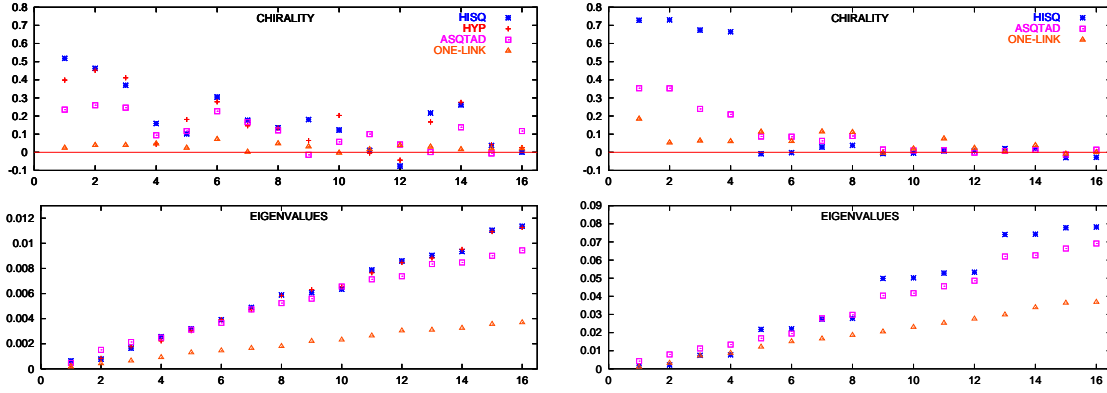 CHIRALITY
HISQ
HYP
ASQTAD
ONE-LINK
0.8
0.7
0.6
0.5
0.4
0.3
0.2
0.1
0
-0.1
0 2 4 6 8 10 12 14 16
EIGENVALUES
0.012
0.01
0.008
0.006
0.004
0.002
0
0 2 4 6 8 10 12 14 16
CHIRALITY
HISQ
ASQTAD
ONE-LINK
0.8
0.7
0.6
0.5
0.4
0.3
0.2
0.1
0
-0.1
0 2 4 6 8 10 12 14 16
EIGENVALUES
0.09
0.08
0.07
0.06
0.05
0.04
0.03
0.02
0.01
0
0 2 4 6 8 10 12 14 16